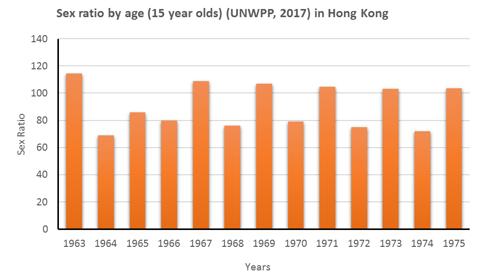 Sex ratio by age (15 year olds) (UNWPP, 2017) in Hong Kong
140
120
100
80
60
40
20
0
Sex Ratio
1963 1964 1965 1966 1967 1968 1969 1970 1971 1972 1973 1974 1975
Years